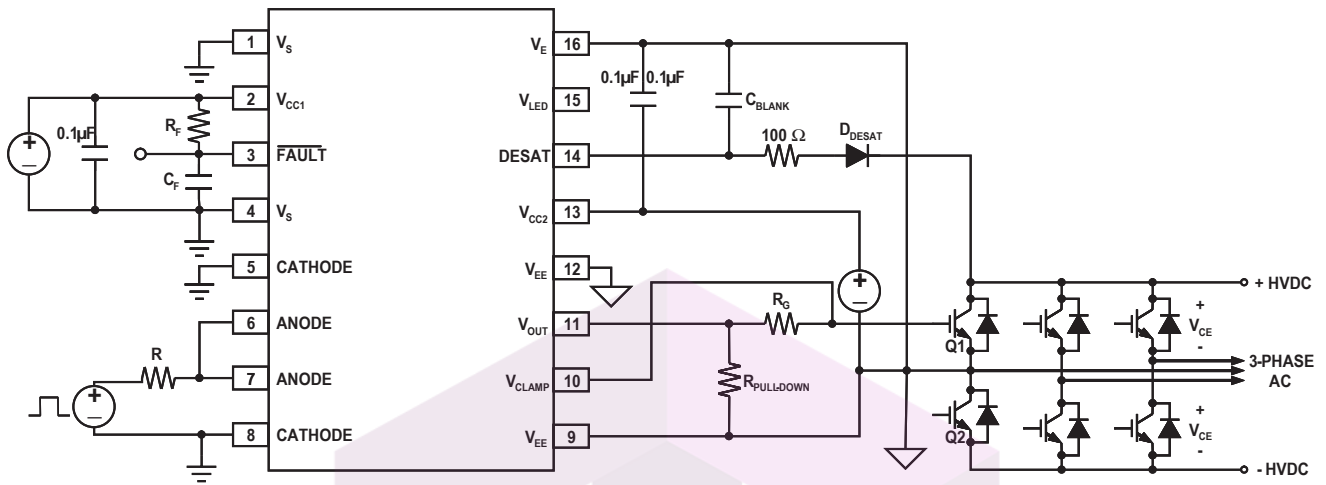 1 V_S
2 V_CC1
3 FAULT
4 V_S
5 CATHODE
6 ANODE
7 ANODE
8 CATHODE
V_E 16
V_LED 15
DESAT 14
V_CC2 13
V_EE 12
V_OUT 11
V_CLAMP 10
V_EE 9
+
–
0.1µF
R_F
C_F
R
+
–
0.1µF 0.1µF
C_BLANK
100 Ω
D_DESAT
+
–
R_G
R_PULL-DOWN
Q1
Q2
+ HVDC
+
V_CE
-
3-PHASE
AC
+
V_CE
-
- HVDC